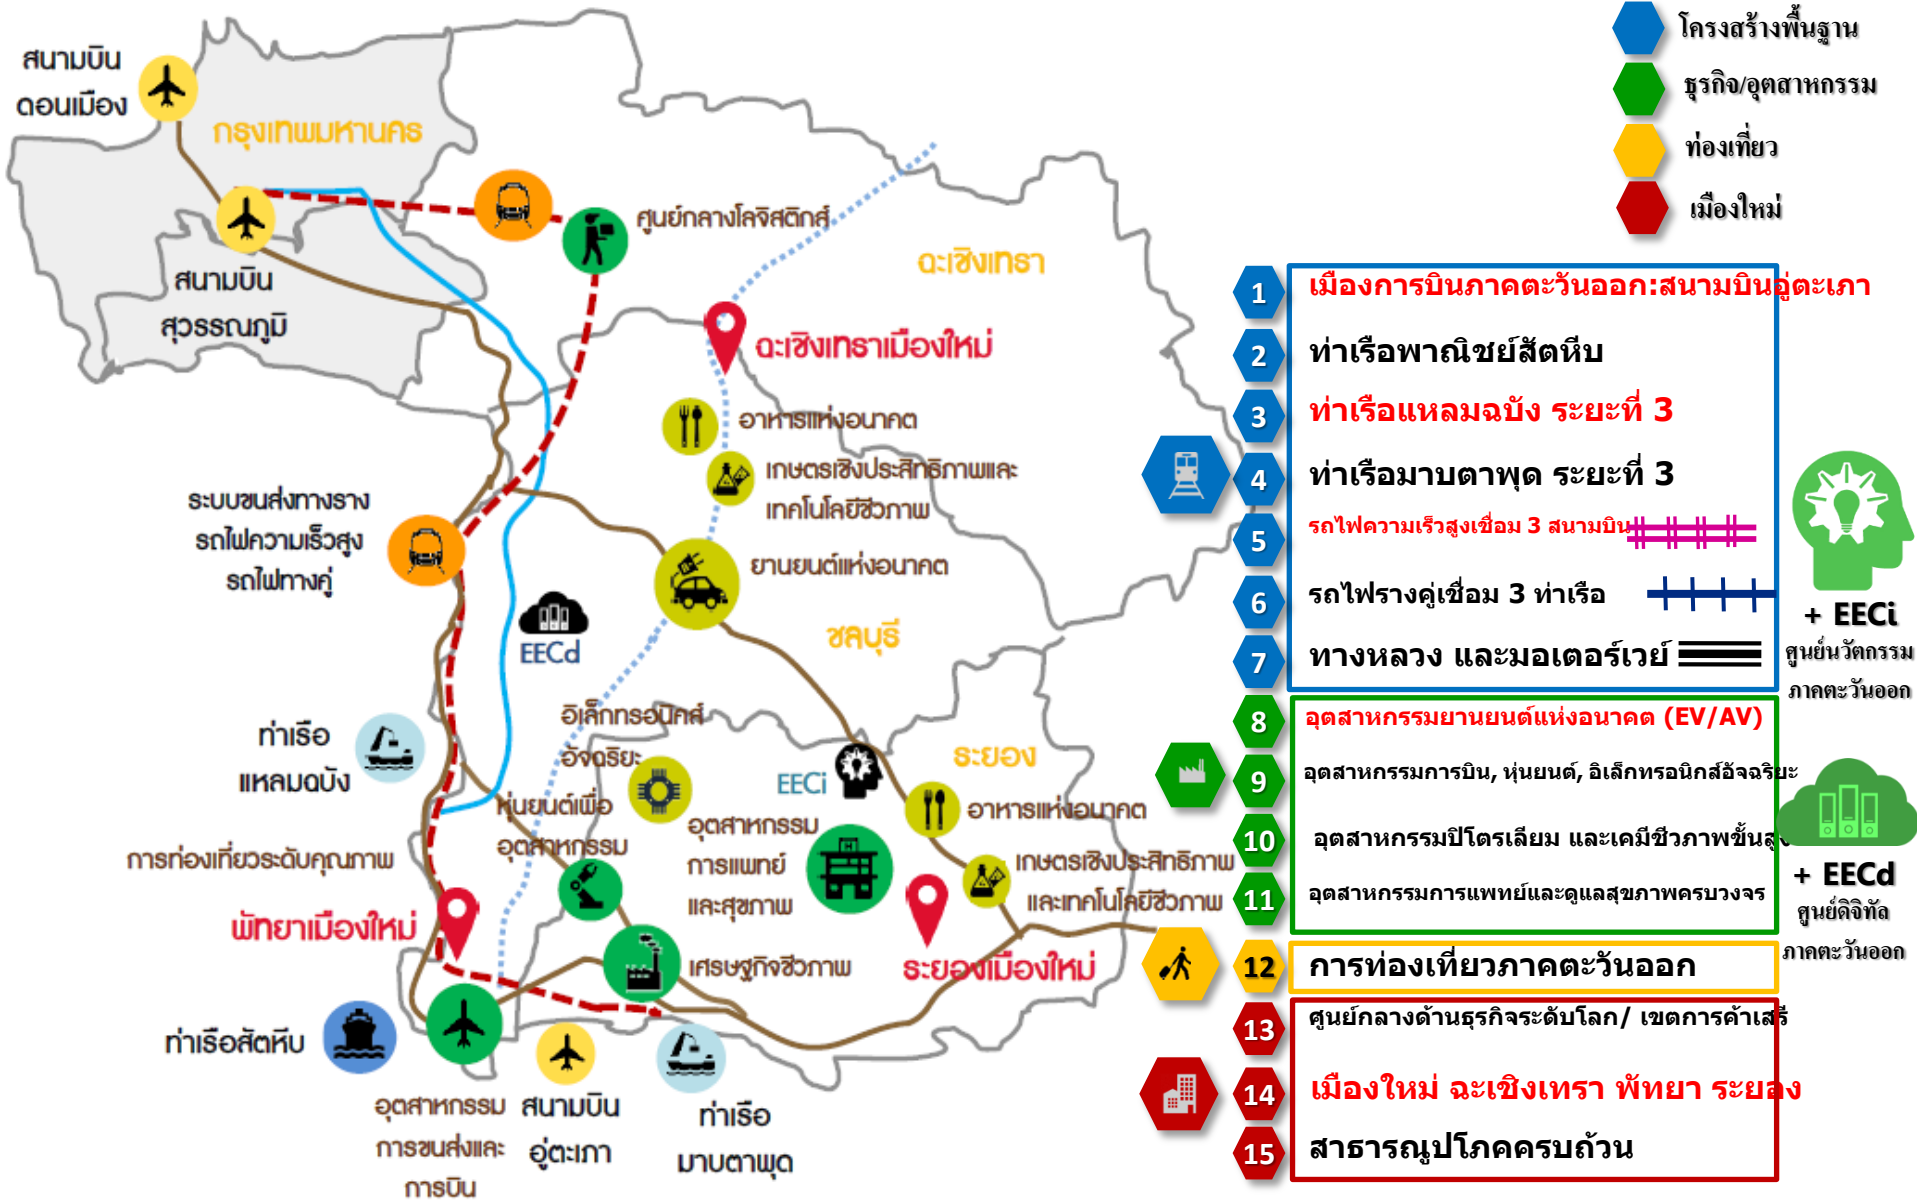 สนามบิน
ดอนเมือง
กรุงเทพมหานคร
สนามบิน
สุวรรณภูมิ
ศูนย์กลางโลจิสติกส์
ฉะเชิงเทรา
ฉะเชิงเทราเมืองใหม่
อาหารแห่งอนาคต
เกษตรเชิงประสิทธิภาพและ
เทคโนโลยีชีวภาพ
ยานยนต์แห่งอนาคต
ระบบขนส่งทางราง
รถไฟความเร็วสูง
รถไฟทางคู่
EECd
ชลบุรี
ท่าเรือ
แหลมฉบัง
อิเล็กทรอนิคส์
อัจฉริยะ
หุ่นยนต์เพื่อ
อุตสาหกรรม
EECi
ระยอง
อาหารแห่งอนาคต
อุตสาหกรรม
การแพทย์
และสุขภาพ
เกษตรเชิงประสิทธิภาพ
และเทคโนโลยีชีวภาพ
การท่องเที่ยวระดับคุณภาพ
พัทยาเมืองใหม่
เศรษฐกิจชีวภาพ
ระยองเมืองใหม่
ท่าเรือสัตหีบ
อุตสาหกรรม
การขนส่งและ
การบิน
สนามบิน
อู่ตะเภา
ท่าเรือ
มาบตาพุด
โครงสร้างพื้นฐาน
ธุรกิจ/อุตสาหกรรม
ท่องเที่ยว
เมืองใหม่
1 เมืองการบินภาคตะวันออก:สนามบินอู่ตะเภา
2 ท่าเรือพาณิชย์สัตหีบ
3 ท่าเรือแหลมฉบัง ระยะที่ 3
4 ท่าเรือมาบตาพุด ระยะที่ 3
5 รถไฟความเร็วสูงเชื่อม 3 สนามบิน
6 รถไฟรางคู่เชื่อม 3 ท่าเรือ
7 ทางหลวง และมอเตอร์เวย์
8 อุตสาหกรรมยานยนต์แห่งอนาคต (EV/AV)
9 อุตสาหกรรมการบิน, หุ่นยนต์, อิเล็กทรอนิกส์อัจฉริยะ
10 อุตสาหกรรมปิโตรเลียม และเคมีชีวภาพขั้นสูง
11 อุตสาหกรรมการแพทย์และดูแลสุขภาพครบวงจร
12 การท่องเที่ยวภาคตะวันออก
13 ศูนย์กลางด้านธุรกิจระดับโลก/ เขตการค้าเสรี
14 เมืองใหม่ ฉะเชิงเทรา พัทยา ระยอง
15 สาธารณูปโภคครบถ้วน
+ EECi
ศูนย์นวัตกรรม
ภาคตะวันออก
+ EECd
ศูนย์ดิจิทัล
ภาคตะวันออก